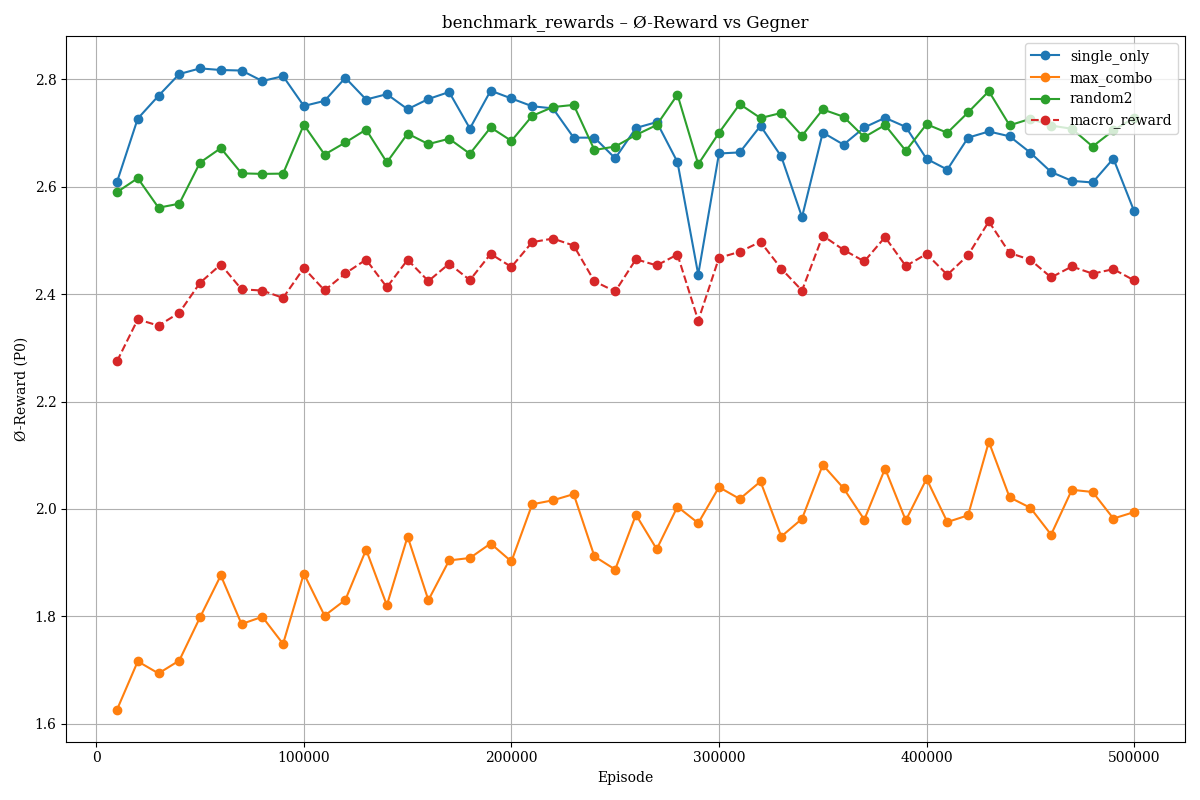 benchmark_rewards – Ø-Reward vs Gegner
single_only
max_combo
random2
macro_reward
Ø-Reward (P0)
2.8
2.6
2.4
2.2
2.0
1.8
1.6
0
100000
200000
300000
400000
500000
Episode